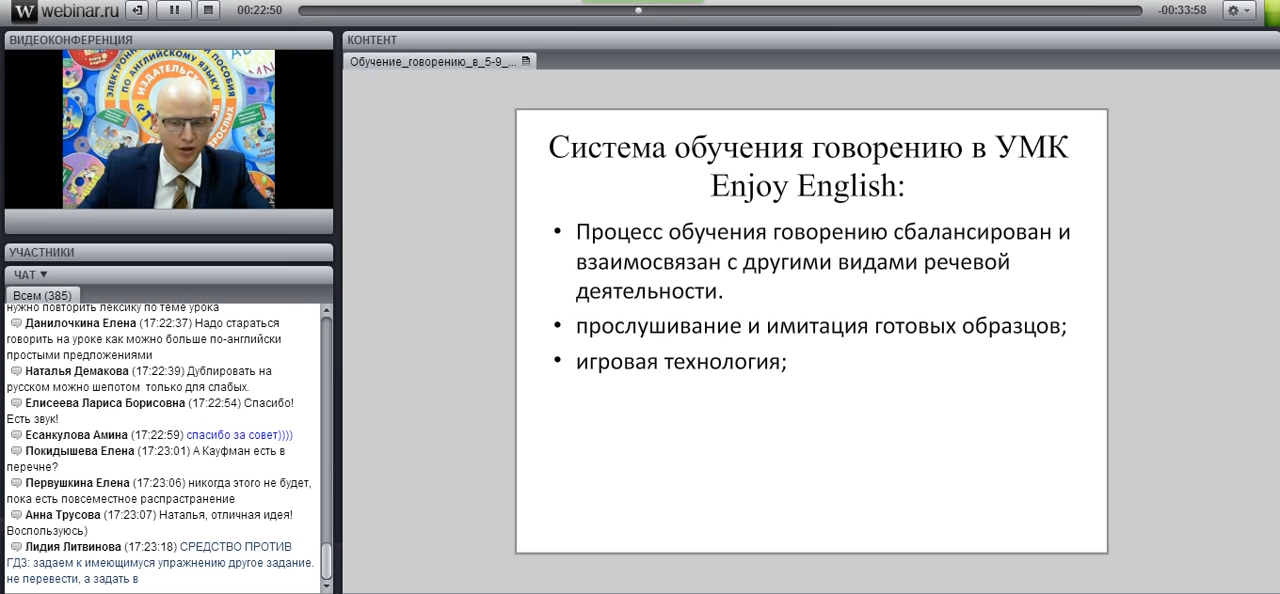 webinar.ru
00:22:50
-00:33:58
ВИДЕОКОНФЕРЕНЦИЯ
ЭЛЕКТРОННЫЕ
ПОСОБИЯ
ПО АНГЛИЙСКОМУ ЯЗЫКУ
ИЗДАТЕЛЬС
УЧАСТНИКИ
ЧАТ
Всем (385)
нужно повторить лексику по теме урока
Данилочкина Елена (17:22:37) Надо стараться
говорить на уроке как можно больше по-английски
простыми предложениями
Наталья Демакова (17:22:39) Дублировать на
русском можно шепотом только для слабых.
Елисеева Лариса Борисовна (17:22:54) Спасибо!
Есть звук!
Есанкулова Амина (17:22:59) спасибо за совет))))
Покидышева Елена (17:23:01) А Кауфман есть в
перечне?
Первушкина Елена (17:23:06) никогда этого не будет,
пока есть повсеместное распрастранение
Анна Трусова (17:23:07) Наталья, отличная идея!
Воспользуюсь)
Лидия Литвинова (17:23:18) СРЕДСТВО ПРОТИВ
ГДЗ: задаем к имеющимуся упражнению другое задание.
не перевести, а задать в
КОНТЕНТ
Обучение_говорению_в_5-9_...
Система обучения говорению в УМК
Enjoy English:
• Процесс обучения говорению сбалансирован и
взаимосвязан с другими видами речевой
деятельности.
• прослушивание и имитация готовых образцов;
• игровая технология;